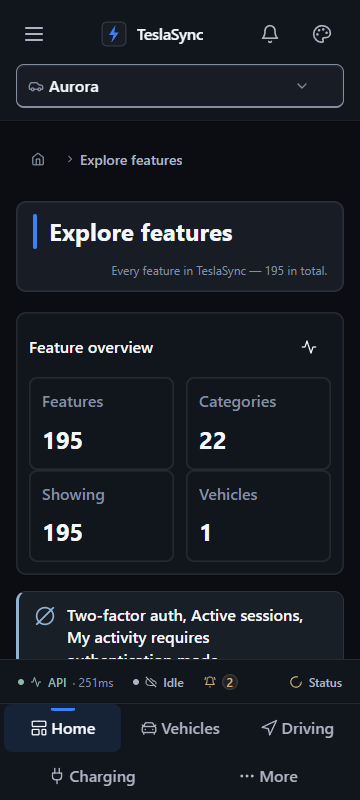 TeslaSync
Aurora
Explore features
Explore features
Every feature in TeslaSync — 195 in total.
Feature overview
Features
195
Categories
22
Showing
195
Vehicles
1
Two-factor auth, Active sessions,
My activity requires
authentication mode
API · 251ms
Idle
2
Status
Home
Vehicles
Driving
Charging
More